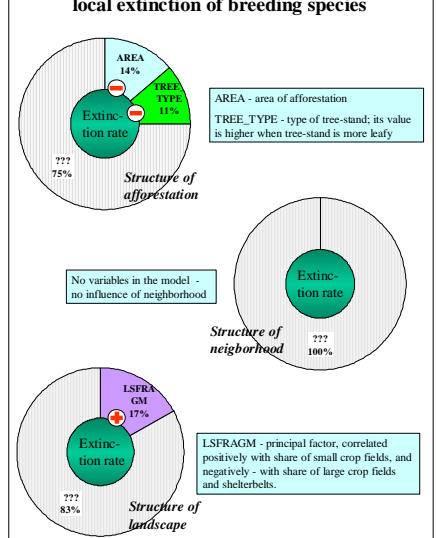 local extinction of breeding species
AREA
14%
TREE_
TYPE
11%
Extinc-
tion rate
???
75%
Structure of
afforestation
AREA - area of afforestation
TREE_TYPE - type of tree-stand; its value
is higher when tree-stand is more leafy
No variables in the model -
no influence of neighborhood
Extinc-
tion rate
Structure of
neigborhood
???
100%
LSFRA
GM
17%
Extinc-
tion rate
???
83%
Structure of
landscape
LSFRAGM - principal factor, correlated
positively with share of small crop fields, and
negatively - with share of large crop fields
and shelterbelts.